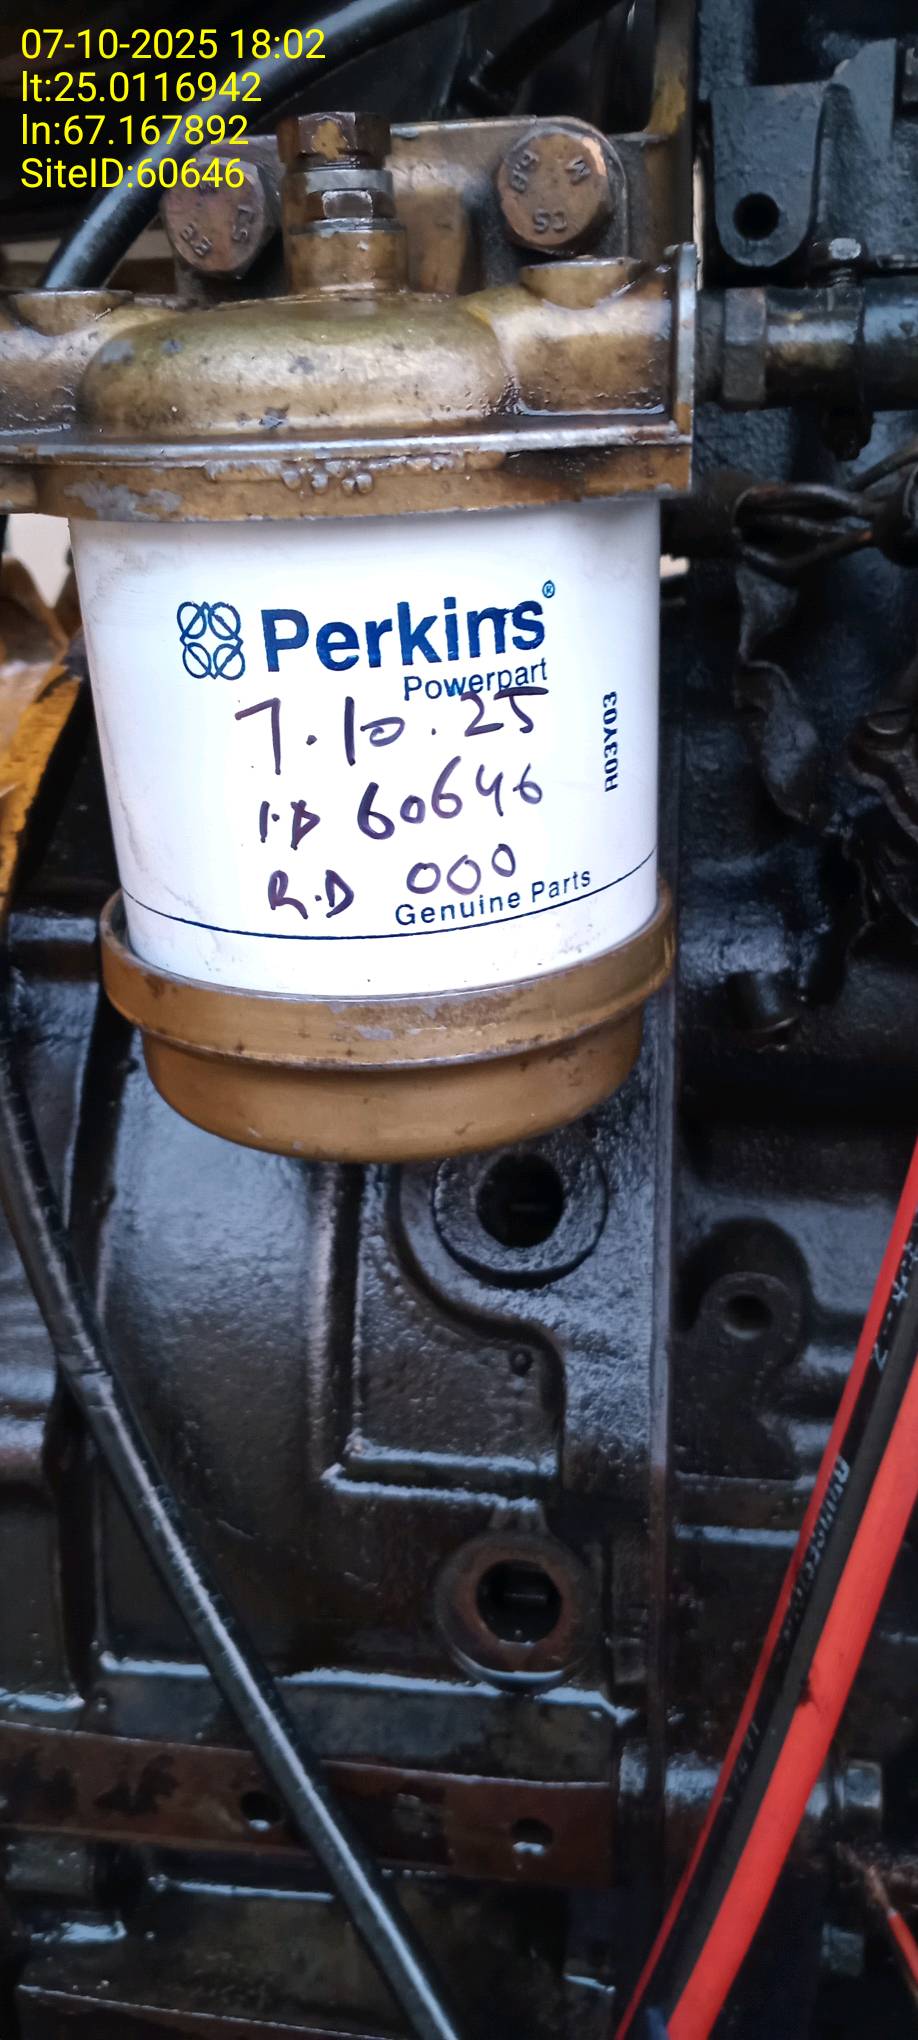 07-10-2025 18:02
lt:25.0116942
ln:67.167892
SiteID:60646
Perkins®
Powerpart
7.10.25
I.D 60646
R.D 000
Genuine Parts
R03Y03